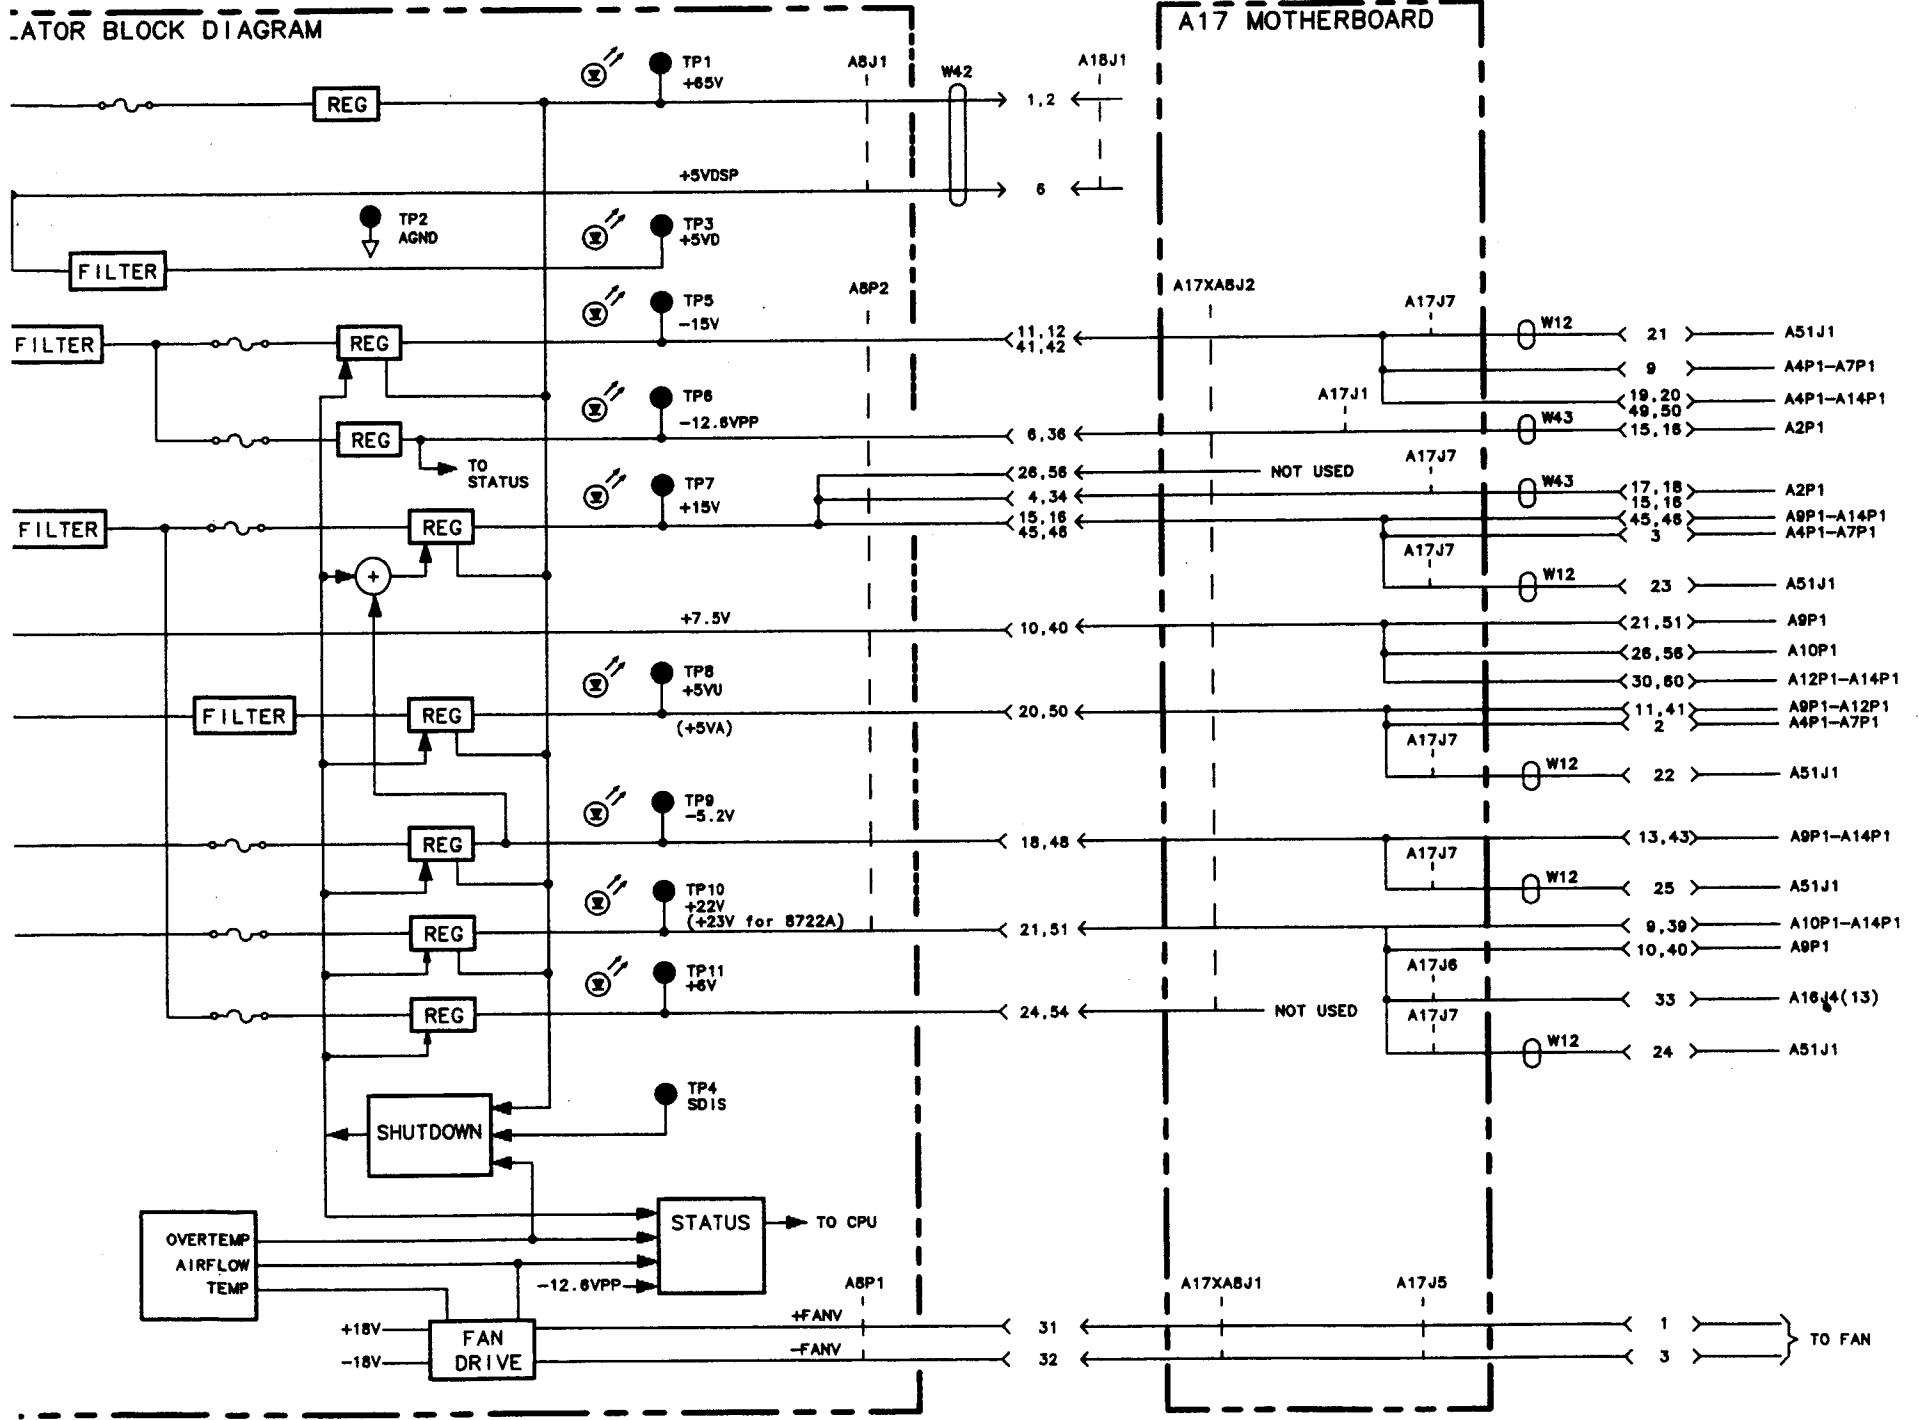 LATOR BLOCK DIAGRAM
A17 MOTHERBOARD
TP1
+65V
A8J1
W42
A18J1
REG
1,2
+5VDSP
6
TP2
AGND
TP3
+5VD
FILTER
A8P2
A17XA8J2
TP5
-15V
A17J7
W12
FILTER
REG
11,12
41,42
21
A51J1
9
A4P1-A7P1
TP6
-12.6VPP
A17J1
19,20
49,50
A4P1-A14P1
REG
6,36
W43
15,16
A2P1
TO
STATUS
26,56
NOT USED
A17J7
TP7
+15V
4,34
W43
17,18
A2P1
FILTER
REG
15,16
45,46
15,16
45,46
A9P1-A14P1
3
A4P1-A7P1
A17J7
+
W12
23
A51J1
+7.5V
10,40
21,51
A9P1
26,56
A10P1
TP8
+5VU
(+5VA)
30,60
A12P1-A14P1
FILTER
REG
20,50
11,41
A9P1-A12P1
2
A4P1-A7P1
A17J7
W12
22
A51J1
TP9
-5.2V
REG
18,48
13,43
A9P1-A14P1
A17J7
W12
25
A51J1
TP10
+22V
(+23V for 8722A)
REG
21,51
9,39
A10P1-A14P1
10,40
A9P1
TP11
+6V
A17J6
33
A16J4(13)
REG
24,54
NOT USED
A17J7
W12
24
A51J1
TP4
SDIS
SHUTDOWN
STATUS
TO CPU
OVERTEMP
AIRFLOW
TEMP
-12.6VPP
A8P1
A17XA8J1
A17J5
+18V
-18V
FAN
DRIVE
+FANV
31
1
-FANV
32
3
TO FAN